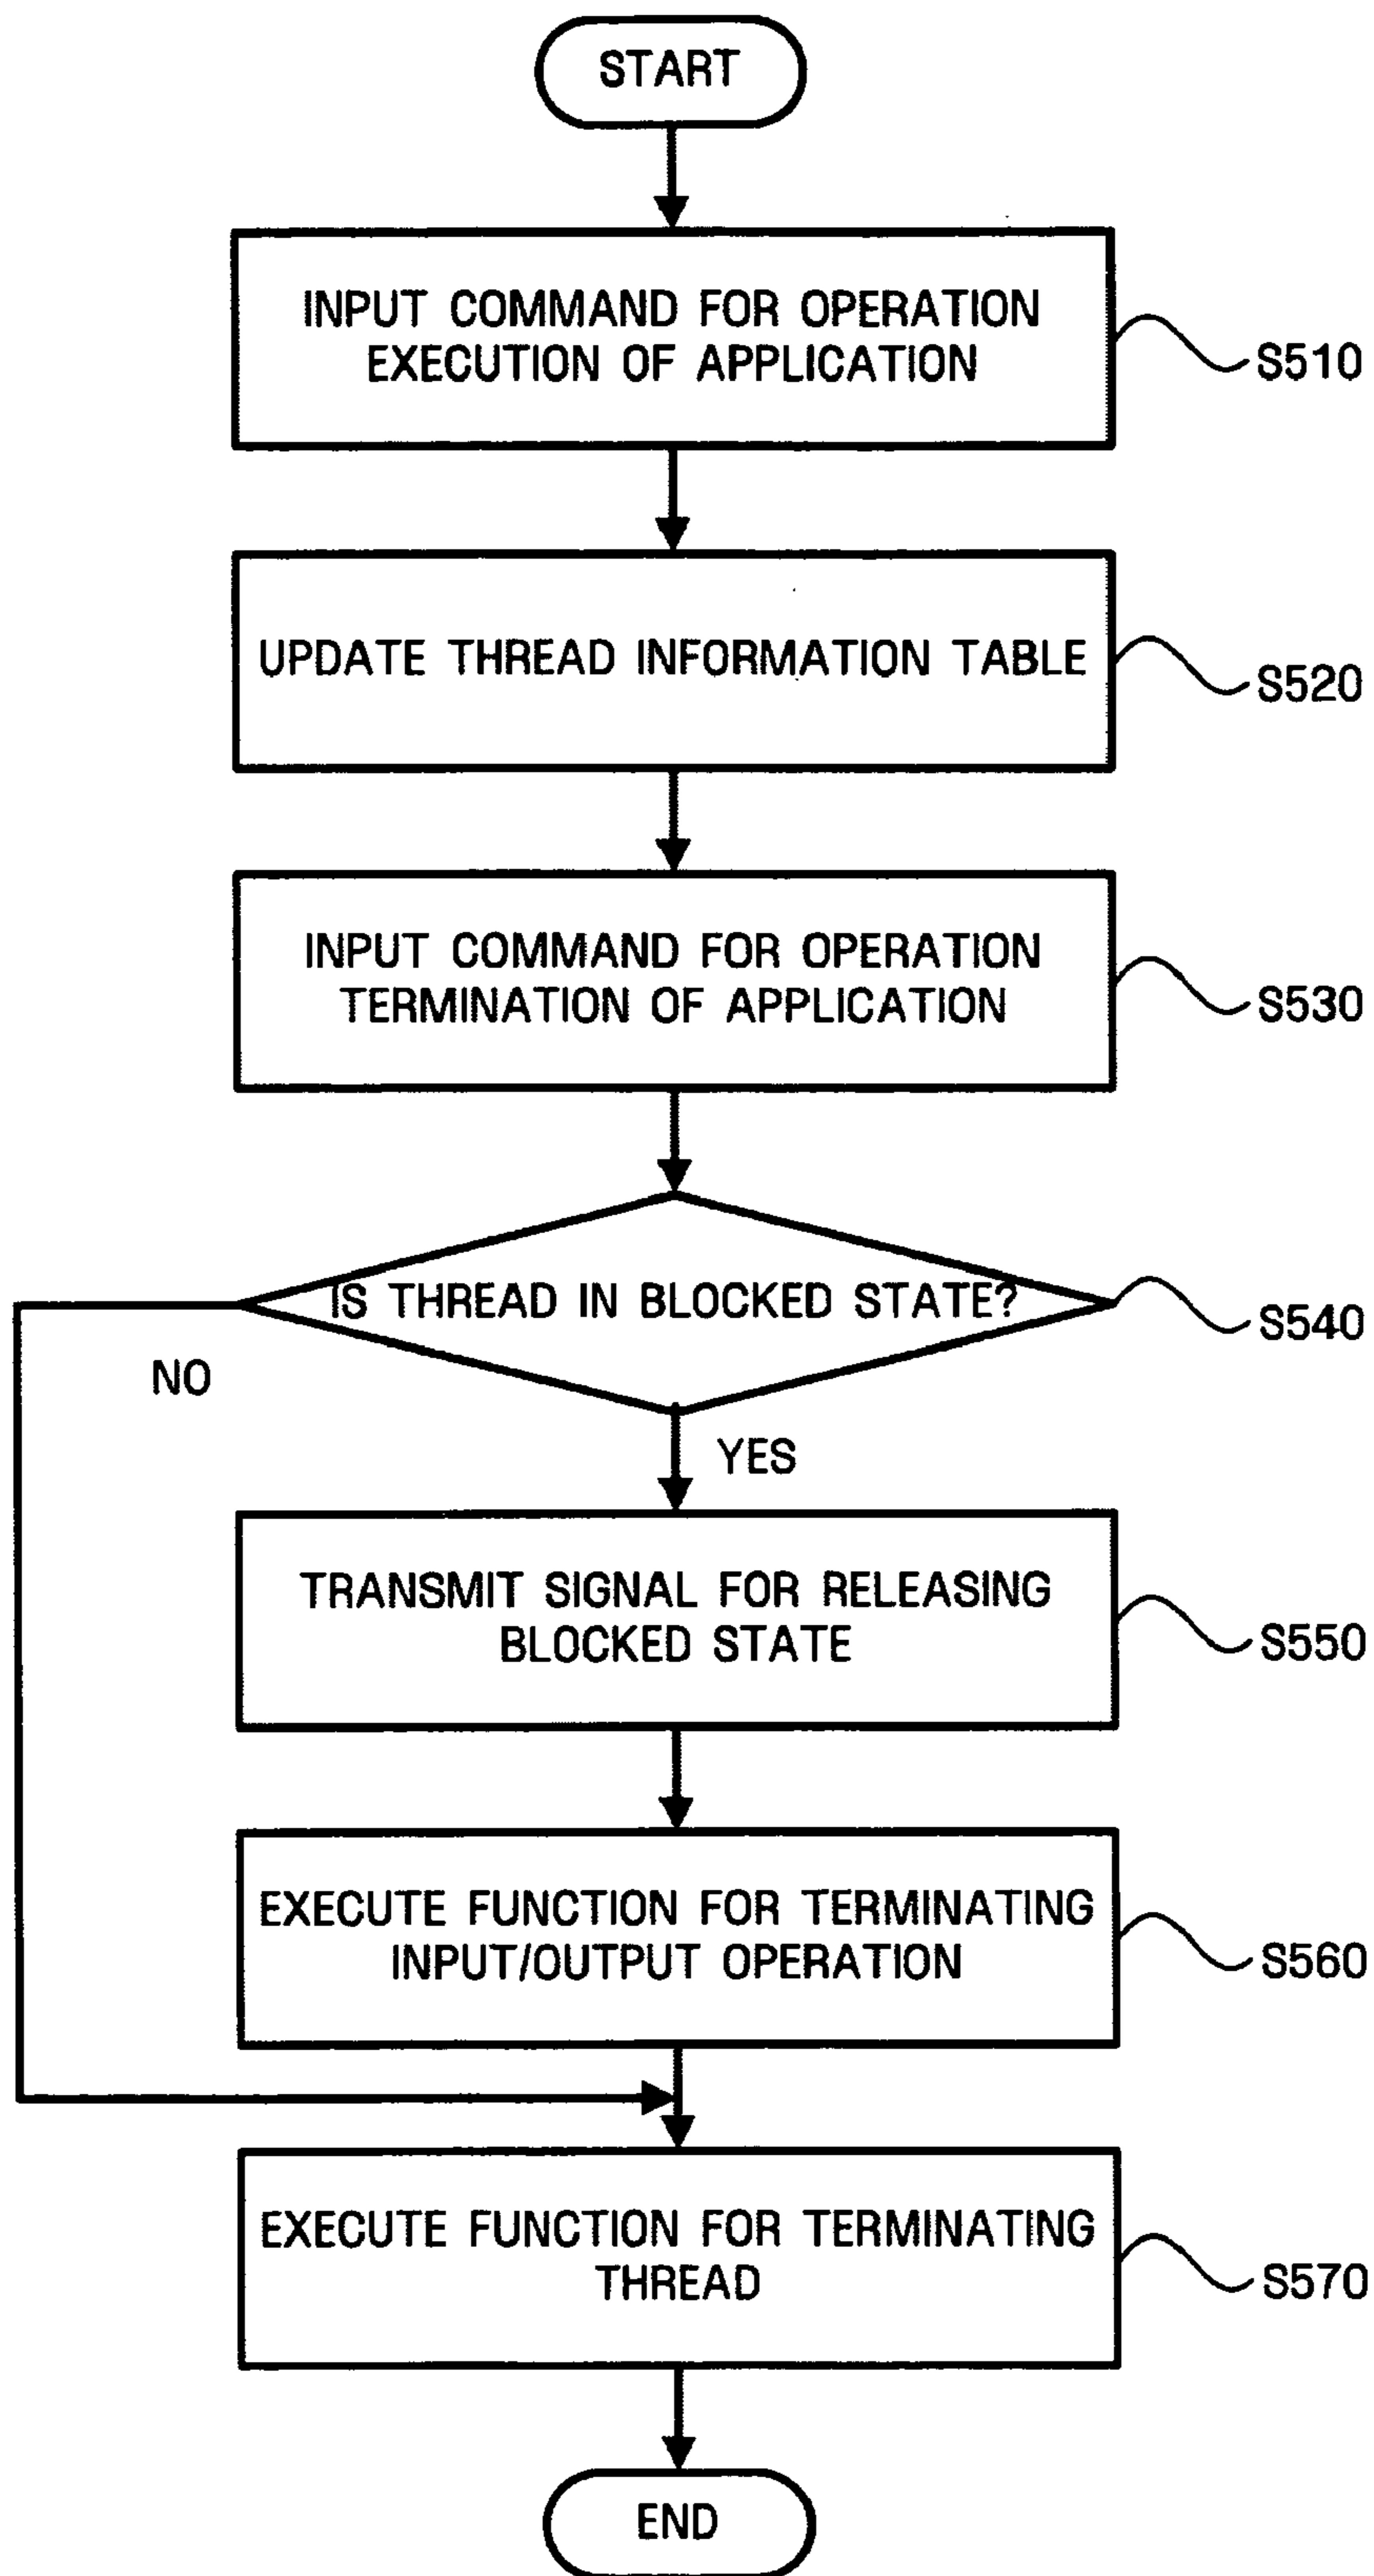 START
INPUT COMMAND FOR OPERATION
EXECUTION OF APPLICATION
S510
UPDATE THREAD INFORMATION TABLE
S520
INPUT COMMAND FOR OPERATION
TERMINATION OF APPLICATION
S530
IS THREAD IN BLOCKED STATE?
S540
NO
YES
TRANSMIT SIGNAL FOR RELEASING
BLOCKED STATE
S550
EXECUTE FUNCTION FOR TERMINATING
INPUT/OUTPUT OPERATION
S560
EXECUTE FUNCTION FOR TERMINATING
THREAD
S570
END